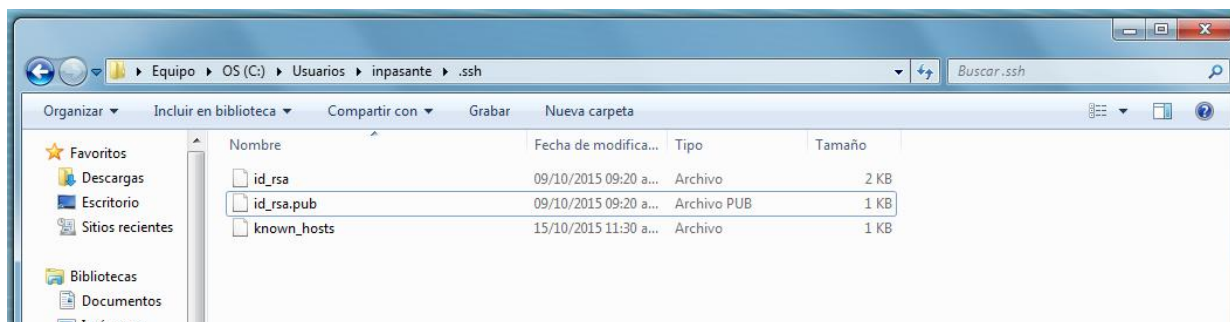 Equipo ▸ OS (C:) ▸ Usuarios ▸ inpasante ▸ .ssh
Buscar .ssh
Organizar Incluir en biblioteca Compartir con Grabar Nueva carpeta
Favoritos
Descargas
Escritorio
Sitios recientes
Bibliotecas
Documentos
Nombre Fecha de modifica... Tipo Tamaño
id_rsa 09/10/2015 09:20 a... Archivo 2 KB
id_rsa.pub 09/10/2015 09:20 a... Archivo PUB 1 KB
known_hosts 15/10/2015 11:30 a... Archivo 1 KB